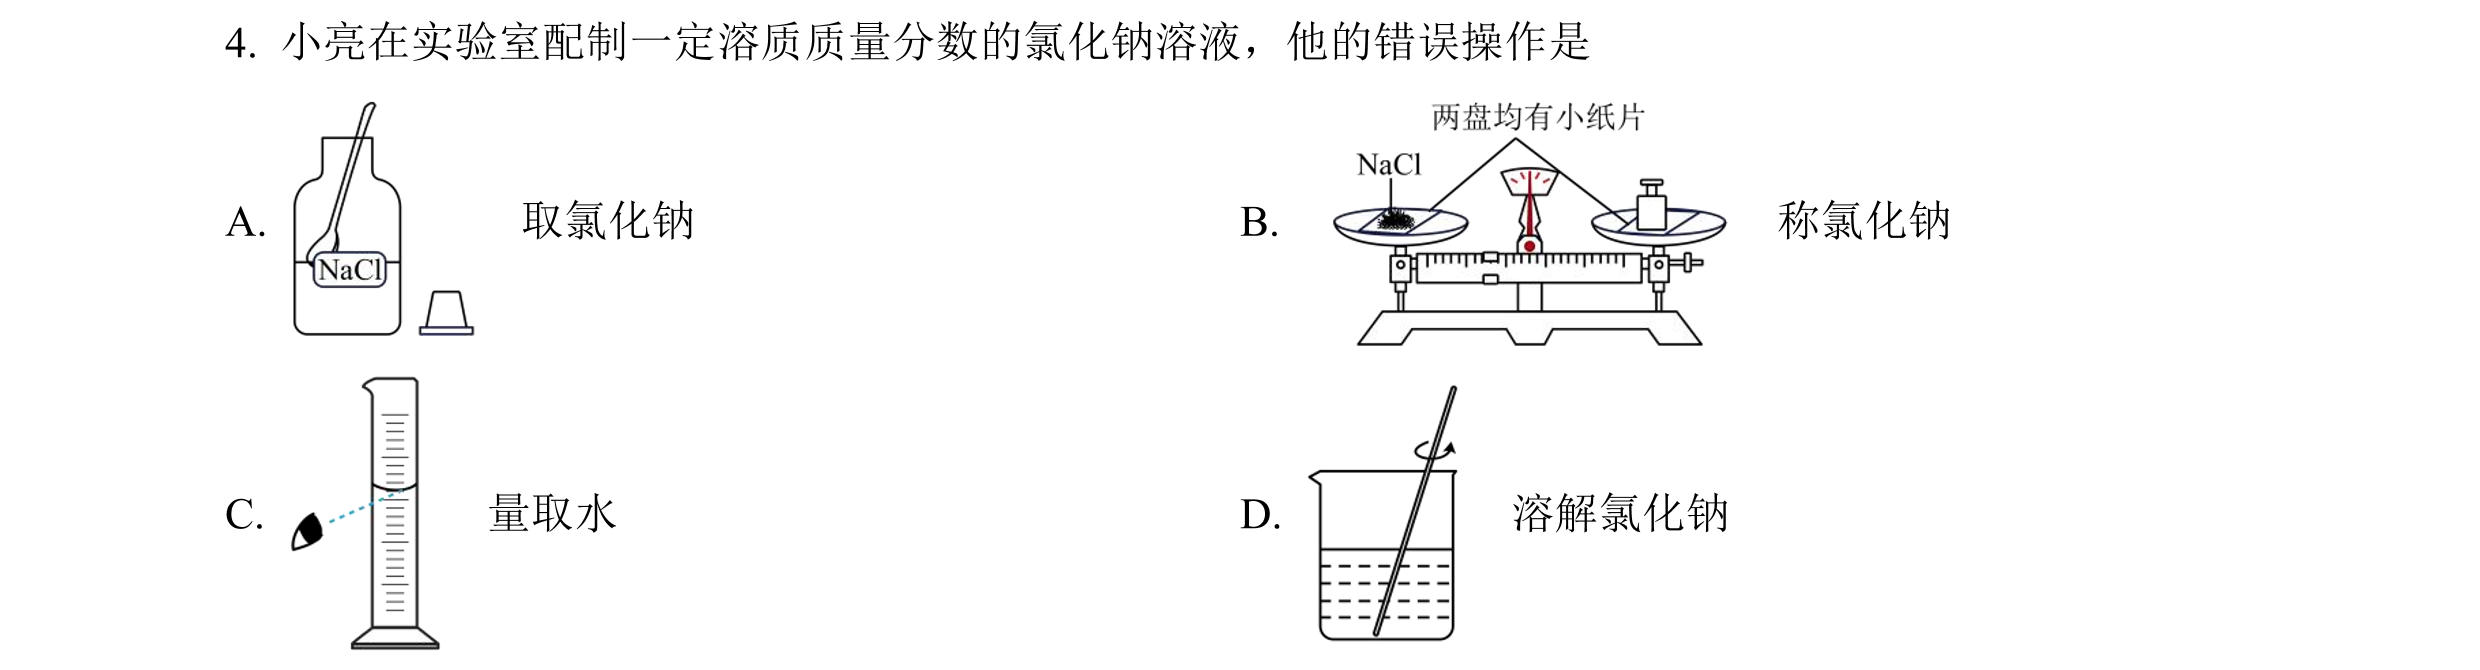 4. 小亮在实验室配制一定溶质质量分数的氯化钠溶液，他的错误操作是
A. NaCl 取氯化钠
B. 两盘均有小纸片 NaCl 称氯化钠
C. 量取水
D. 溶解氯化钠